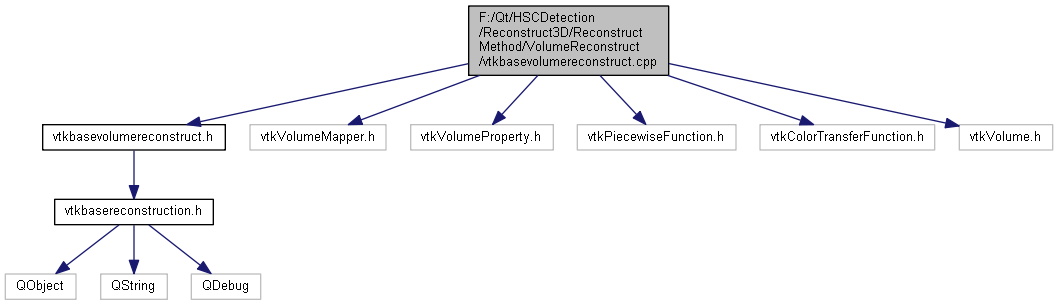 F:/Qt/HSCDetection
/Reconstruct3D/Reconstruct
Method/VolumeReconstruct
/vtkbasevolumereconstruct.cpp
vtkbasevolumereconstruct.h
vtkVolumeMapper.h
vtkVolumeProperty.h
vtkPiecewiseFunction.h
vtkColorTransferFunction.h
vtkVolume.h
vtkbasereconstruction.h
QObject
QString
QDebug